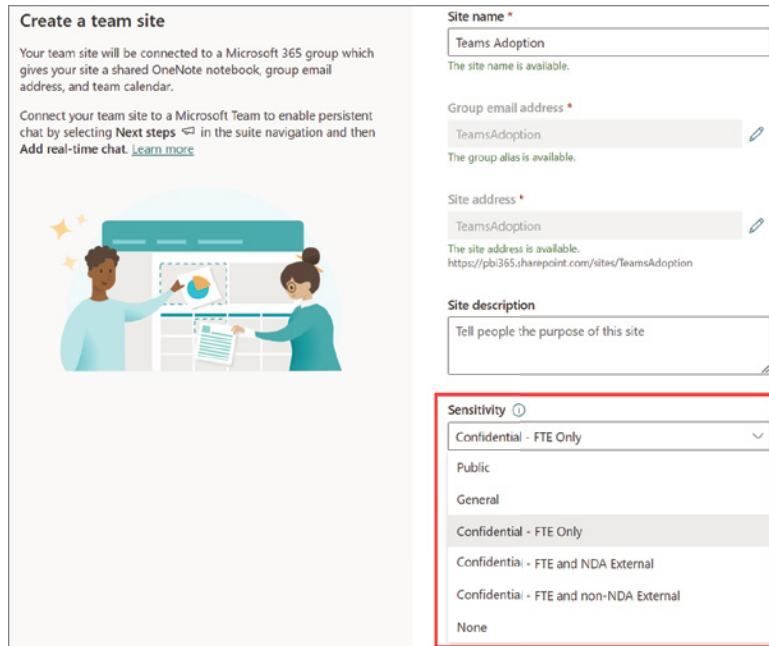 Create a team site
Your team site will be connected to a Microsoft 365 group which
gives your site a shared OneNote notebook, group email
address, and team calendar.
Connect your team site to a Microsoft Team to enable persistent
chat by selecting Next steps in the suite navigation and then
Add real-time chat. Learn more
Site name *
Teams Adoption
The site name is available.
Group email address *
TeamsAdoption
The group alias is available.
Site address *
TeamsAdoption
The site address is available.
https://pbi365.sharepoint.com/sites/TeamsAdoption
Site description
Tell people the purpose of this site
Sensitivity
Confidential - FTE Only
Public
General
Confidential - FTE Only
Confidential - FTE and NDA External
Confidential - FTE and non-NDA External
None